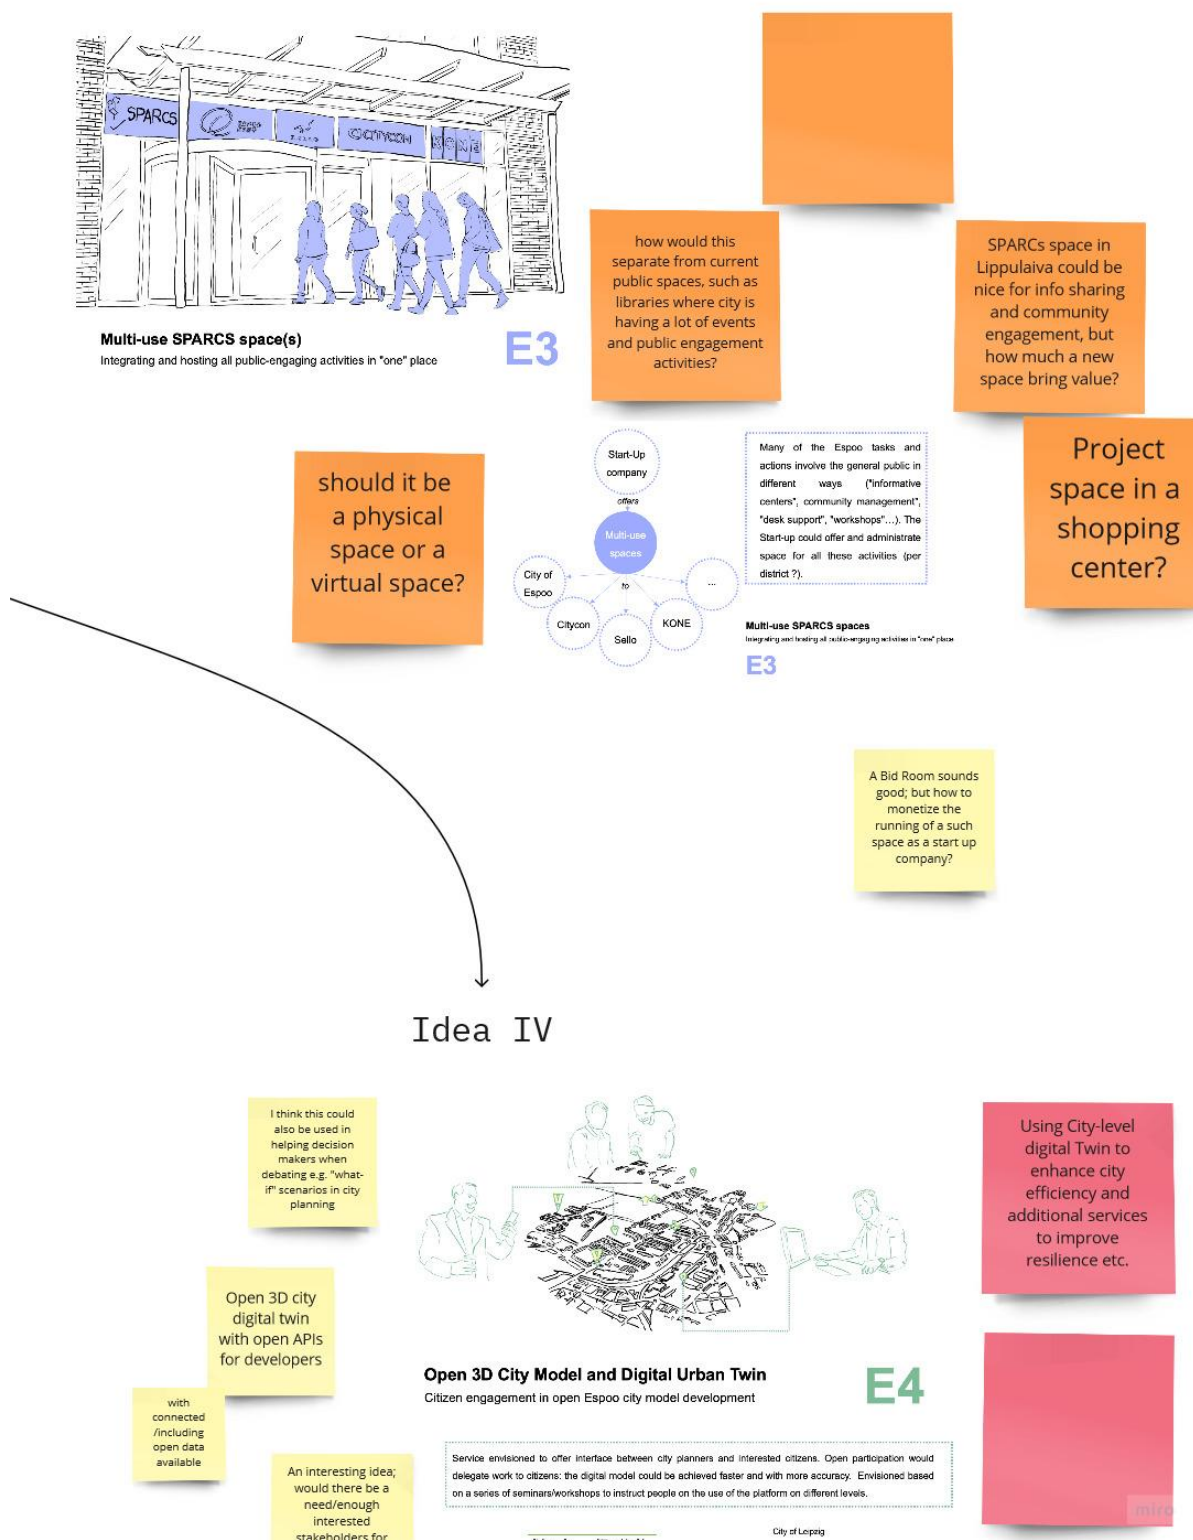 SPARCS
CITYCON
KONE
Multi-use SPARCS space(s)
Integrating and hosting all public-engaging activities in "one" place
E3
how would this
separate from current
public spaces, such as
libraries where city is
having a lot of events
and public engagement
activities?
SPARCs space in
Lippulaiva could be
nice for info sharing
and community
engagement, but
how much a new
space bring value?
Project
space in a
shopping
center?
should it be
a physical
space or a
virtual space?
Start-Up
company
offers
Multi-use
spaces
to
City of
Espoo
Citycon
Sello
KONE
...
Many of the Espoo tasks and
actions involve the general public in
different ways ("informative
centers", community management",
"desk support", "workshops"...). The
Start-up could offer and administrate
space for all these activities (per
district ?).
Multi-use SPARCS spaces
Integrating and hosting all public-engaging activities in "one" place
E3
A Bid Room sounds
good; but how to
monetize the
running of a such
space as a start up
company?
Idea IV
I think this could
also be used in
helping decision
makers when
debating e.g. "what-
if" scenarios in city
planning
Open 3D city
digital twin
with open APIs
for developers
with
connected
/including
open data
available
An interesting idea;
would there be a
need/enough
interested
stakeholders for
Using City-level
digital Twin to
enhance city
efficiency and
additional services
to improve
resilience etc.
Open 3D City Model and Digital Urban Twin
Citizen engagement in open Espoo city model development
E4
Service envisioned to offer interface between city planners and interested citizens. Open participation would
delegate work to citizens: the digital model could be achieved faster and with more accuracy. Envisioned based
on a series of seminars/workshops to instruct people on the use of the platform on different levels.
City of Leipzig
miro